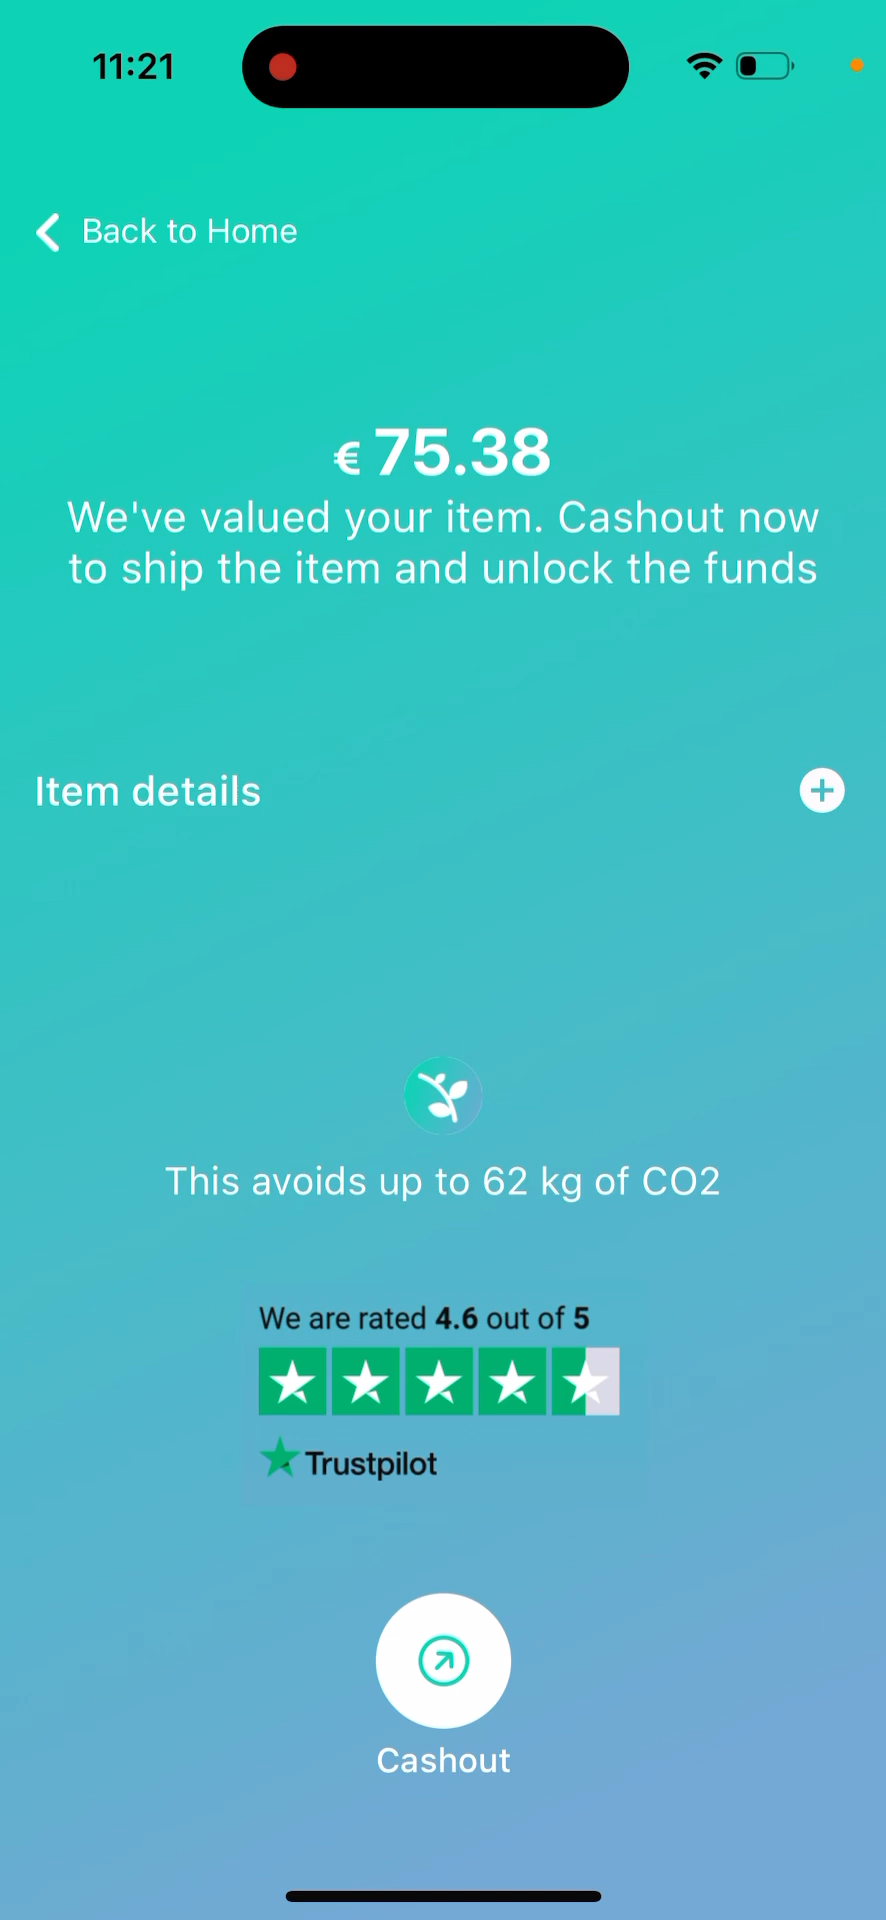 11:21
Back to Home
€ 75.38
We've valued your item. Cashout now
to ship the item and unlock the funds
Item details
This avoids up to 62 kg of CO2
We are rated 4.6 out of 5
Trustpilot
Cashout